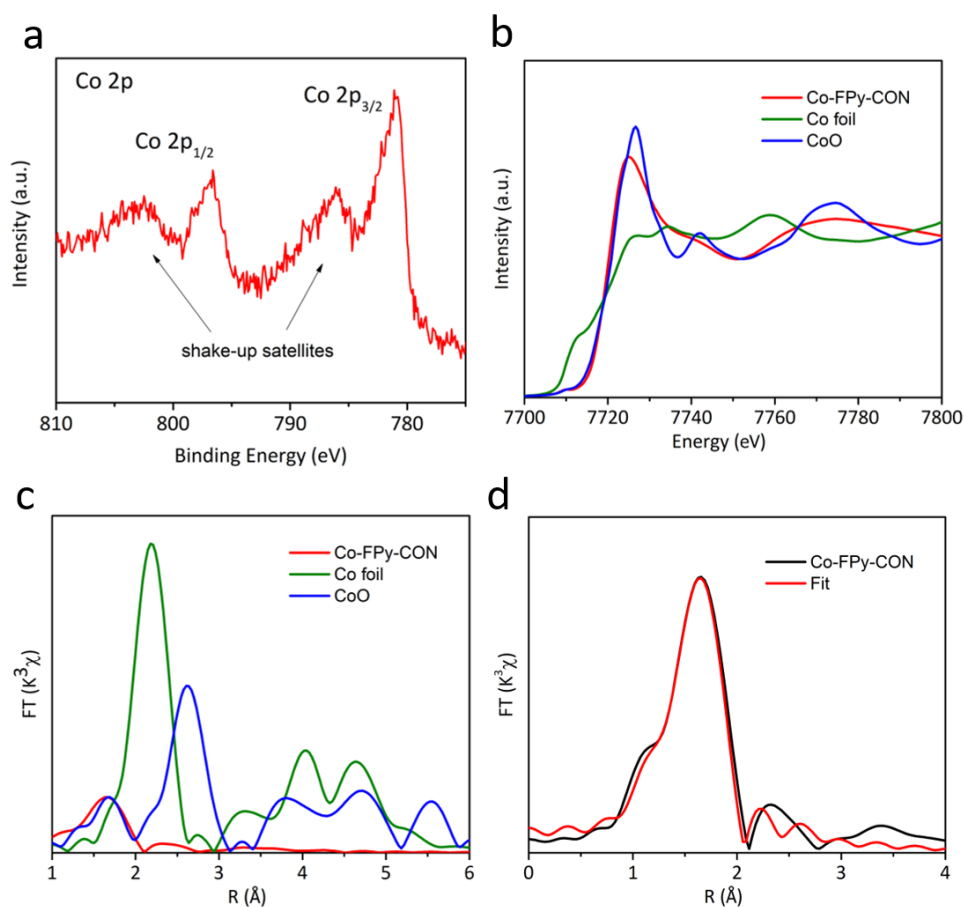 a
Co 2p
Co 2p3/2
Co 2p1/2
shake-up satellites
Intensity (a.u.)
810 800 790 780
Binding Energy (eV)
b
Co-FPy-CON
Co foil
CoO
Intensity (a.u.)
7700 7720 7740 7760 7780 7800
Energy (eV)
c
Co-FPy-CON
Co foil
CoO
FT (K³χ)
1 2 3 4 5 6
R (Å)
d
Co-FPy-CON
Fit
FT (K³χ)
0 1 2 3 4
R (Å)